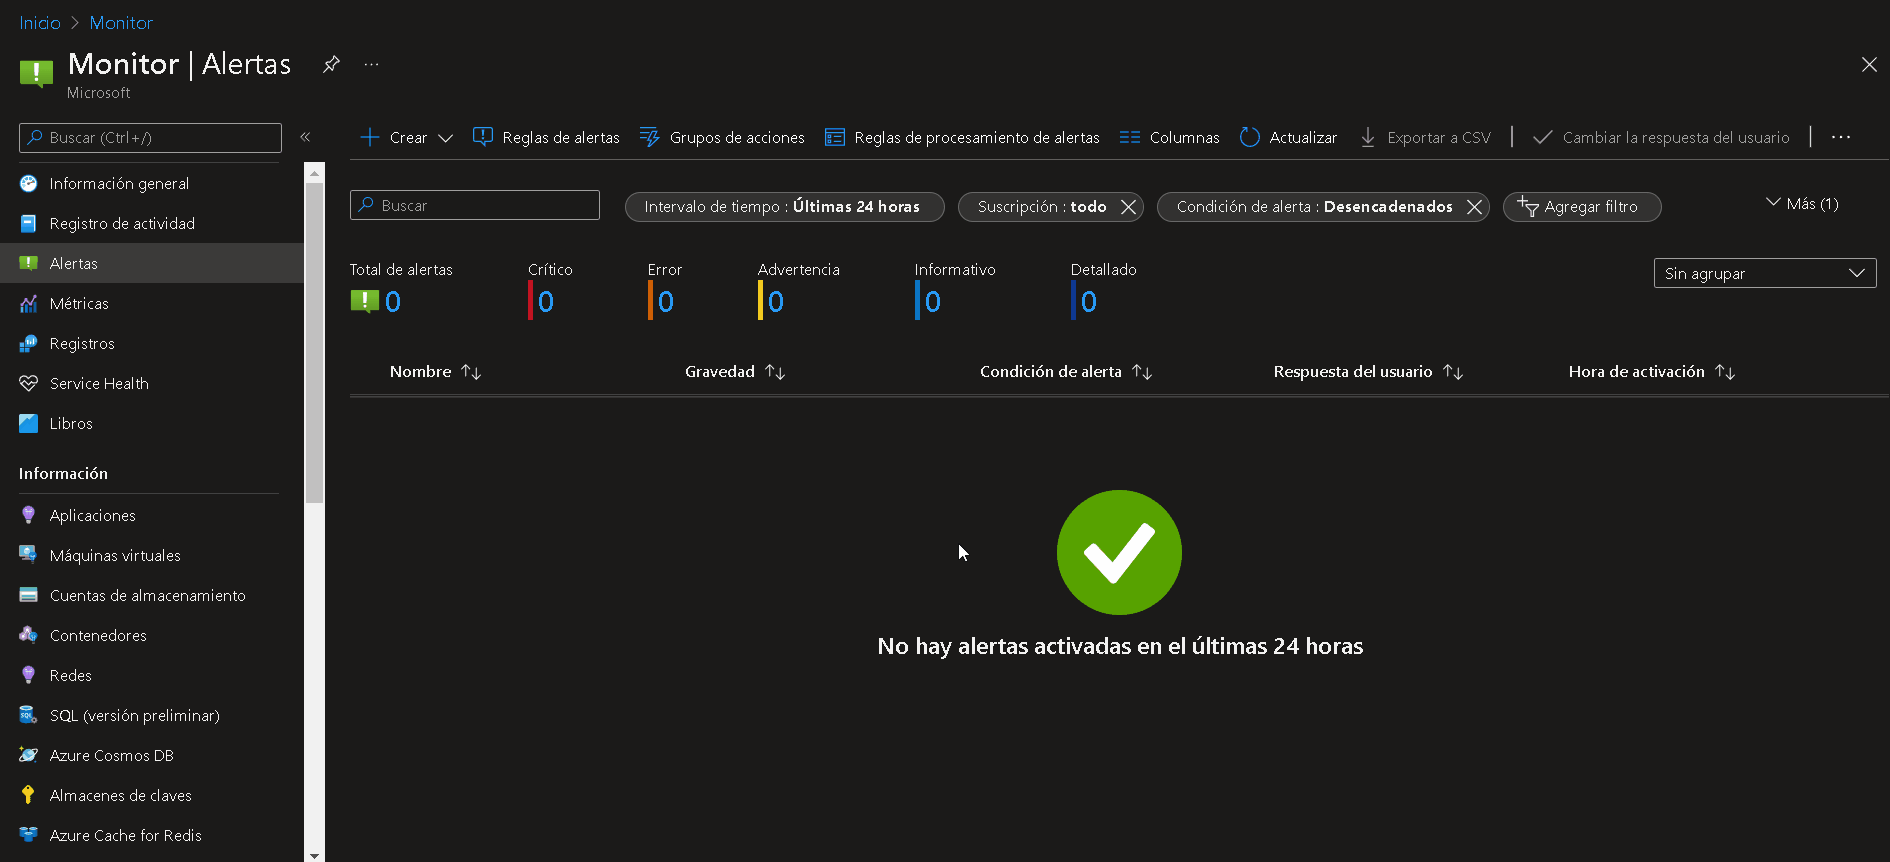 Inicio > Monitor
Monitor | Alertas
Microsoft
Buscar (Ctrl+/)
Información general
Registro de actividad
Alertas
Métricas
Registros
Service Health
Libros
Información
Aplicaciones
Máquinas virtuales
Cuentas de almacenamiento
Contenedores
Redes
SQL (versión preliminar)
Azure Cosmos DB
Almacenes de claves
Azure Cache for Redis
Crear Reglas de alertas Grupos de acciones Reglas de procesamiento de alertas Columnas Actualizar Exportar a CSV Cambiar la respuesta del usuario
Buscar Intervalo de tiempo : Últimas 24 horas Suscripción : todo Condición de alerta : Desencadenados Agregar filtro Más (1)
Total de alertas Crítico Error Advertencia Informativo Detallado
0 0 0 0 0 0
Sin agrupar
Nombre Gravedad Condición de alerta Respuesta del usuario Hora de activación
No hay alertas activadas en el últimas 24 horas